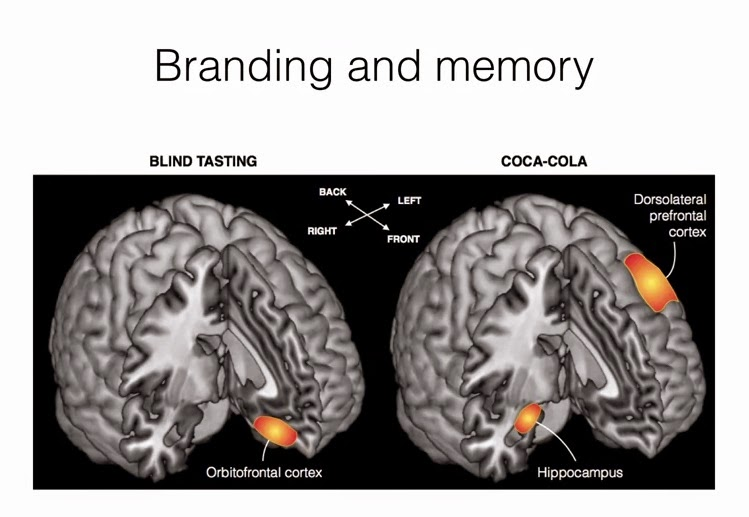 Branding and memory
BLIND TASTING
COCA-COLA
BACK
LEFT
RIGHT
FRONT
Dorsolateral
prefrontal
cortex
Orbitofrontal cortex
Hippocampus